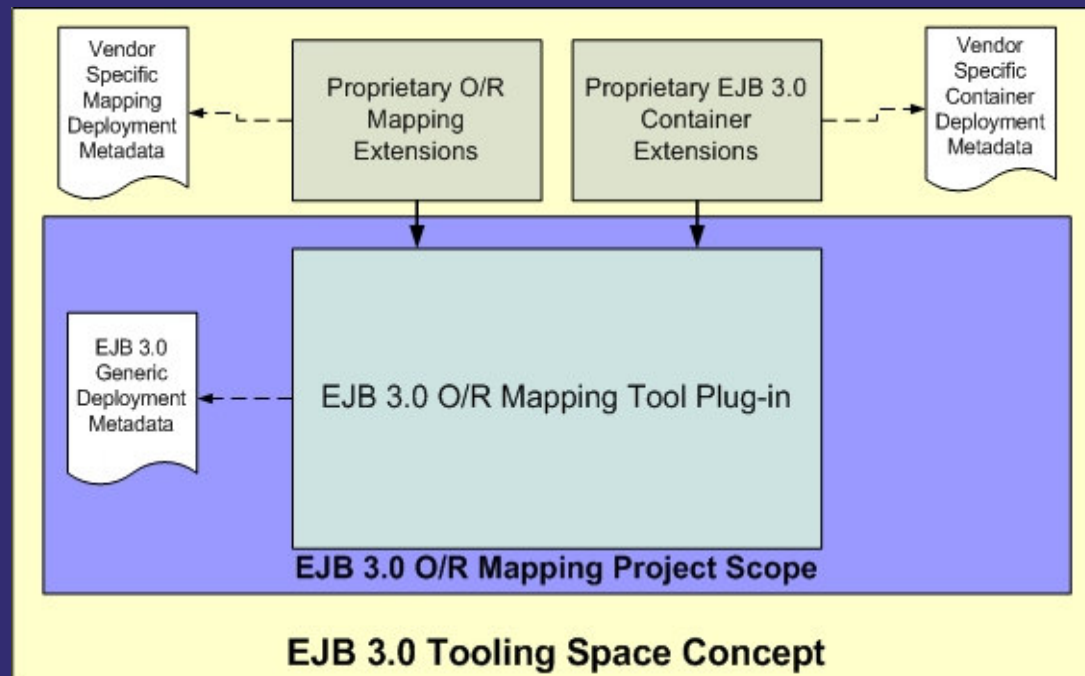 Vendor
Specific
Mapping
Deployment
Metadata
Proprietary O/R
Mapping
Extensions
Proprietary EJB 3.0
Container
Extensions
Vendor
Specific
Container
Deployment
Metadata
EJB 3.0
Generic
Deployment
Metadata
EJB 3.0 O/R Mapping Tool Plug-in
EJB 3.0 O/R Mapping Project Scope
EJB 3.0 Tooling Space Concept